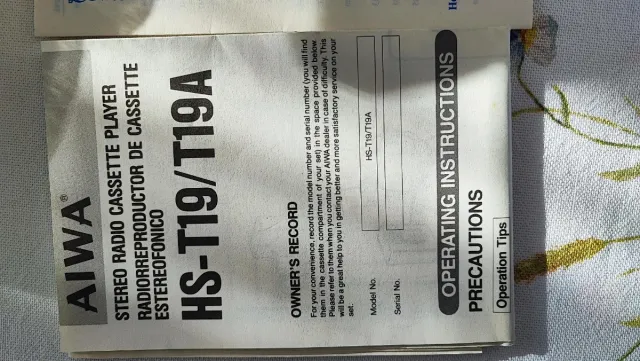 AIWA®
STEREO RADIO CASSETTE PLAYER
RADIORREPRODUCTOR DE CASSETTE
ESTEREOFONICO
HS-T19/T19A
OWNER'S RECORD
For your convenience, record the model number and serial number (you will find
them in the cassette compartment of your set) in the space provided below.
Please refer to them when you contact your AIWA dealer in case of difficulty. This
will be a great help to you in getting better and more satisfactory service on your
set.
Model No. HS-T19/T19A
Serial No.
OPERATING INSTRUCTIONS
PRECAUTIONS
Operation Tips